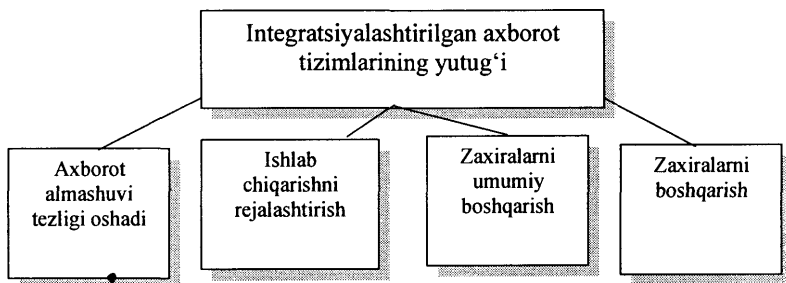 Integratsiyalashtirilgan axborot
tizimlarining yutug‘i
Axborot
almashuvi
tezligi oshadi
Ishlab
chiqarishni
rejalashtirish
Zaxiralarni
umumiy
boshqarish
Zaxiralarni
boshqarish